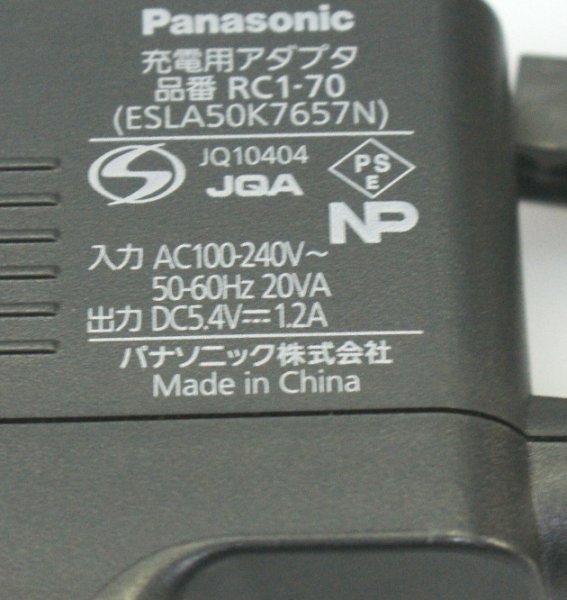 Panasonic
充電用アダプタ
品番 RC1-70
(ESLA50K7657N)
JQ10404
JQA
PSE
NP
入力 AC100-240V~
50-60Hz 20VA
出力 DC5.4V⎓1.2A
パナソニック株式会社
Made in China